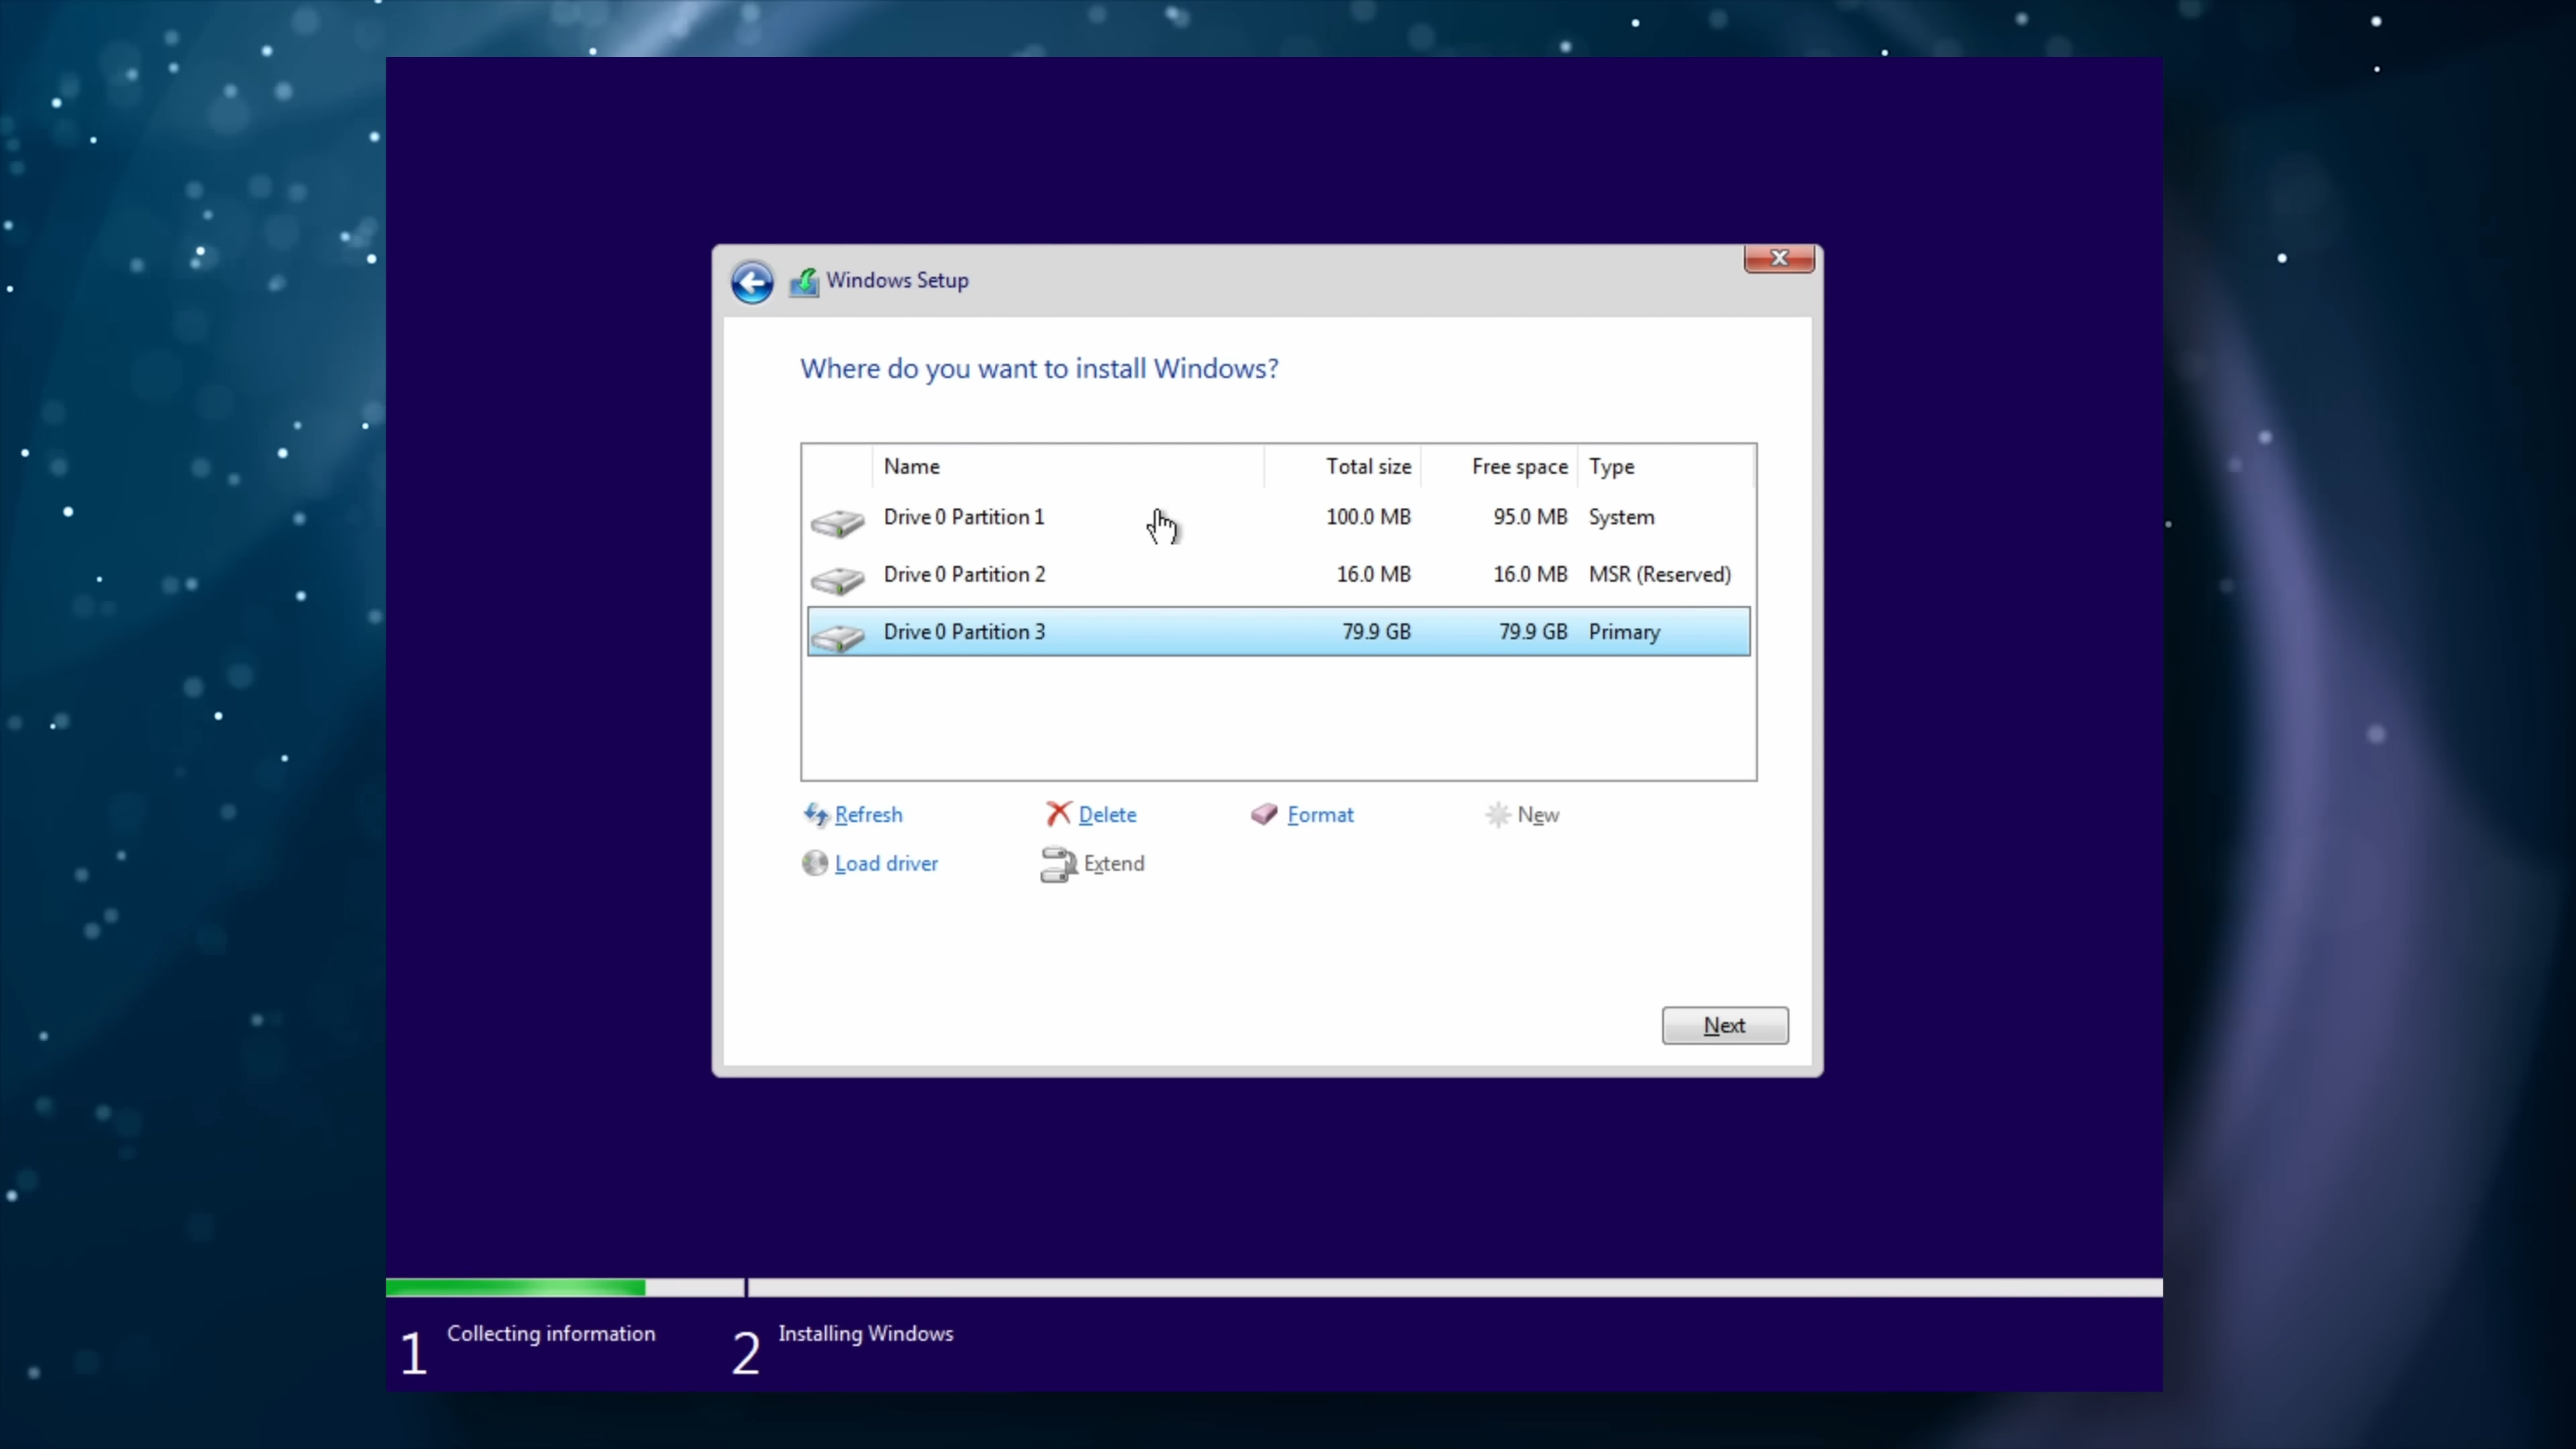 Windows Setup
Where do you want to install Windows?
Name Total size Free space Type
Drive 0 Partition 1 100.0 MB 95.0 MB System
Drive 0 Partition 2 16.0 MB 16.0 MB MSR (Reserved)
Drive 0 Partition 3 79.9 GB 79.9 GB Primary
Refresh Delete Format New
Load driver Extend
Next
1 Collecting information 2 Installing Windows